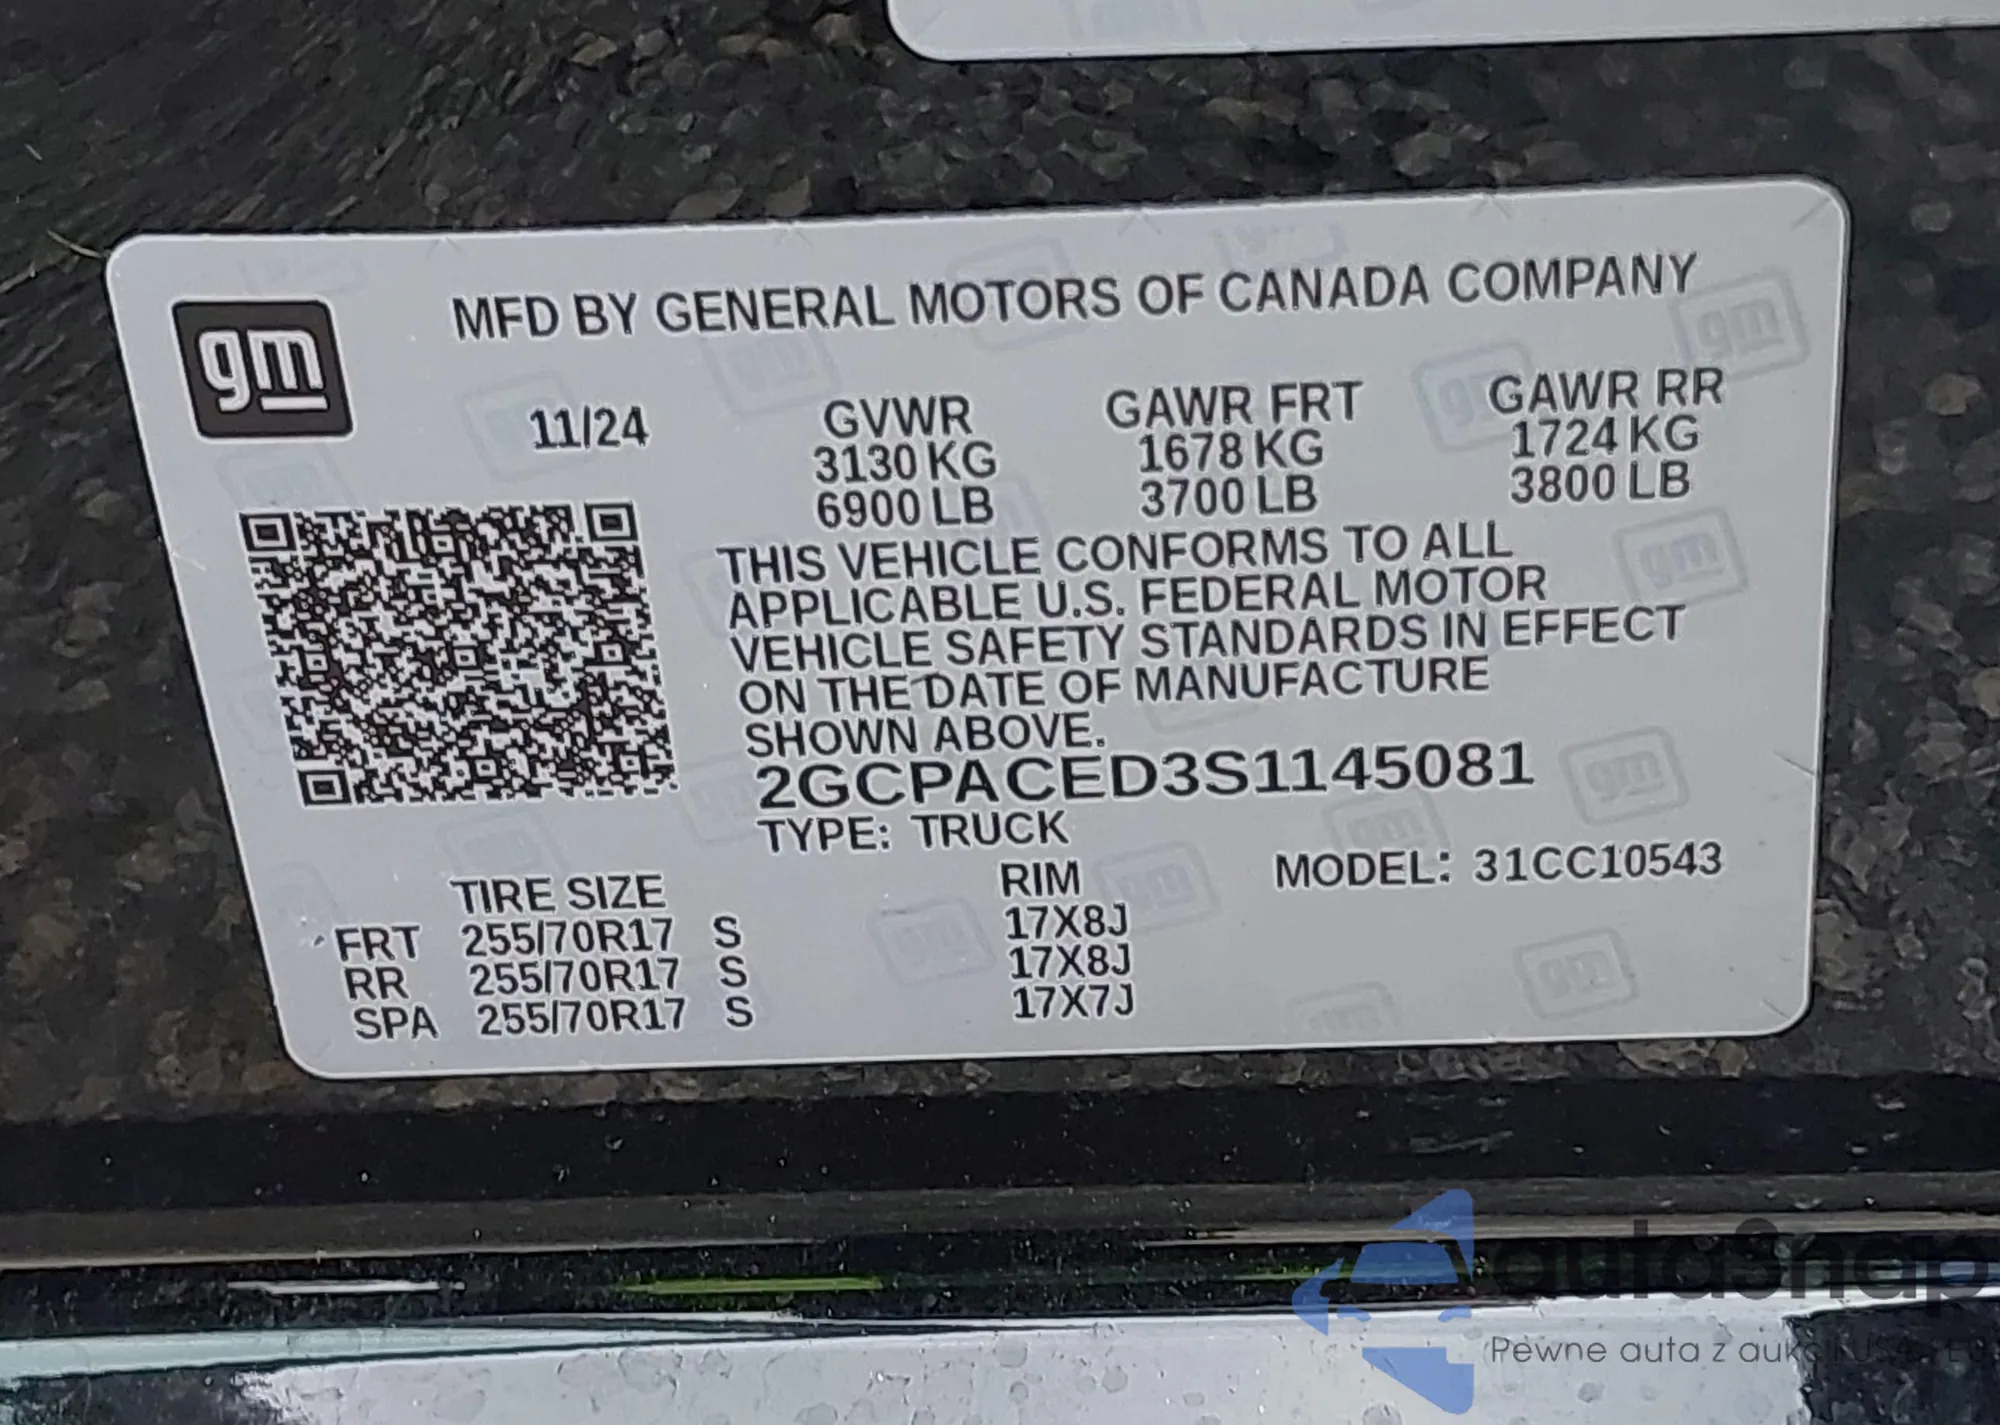 gm
MFD BY GENERAL MOTORS OF CANADA COMPANY
11/24
GVWR GAWR FRT GAWR RR
3130 KG 1678 KG 1724 KG
6900 LB 3700 LB 3800 LB
THIS VEHICLE CONFORMS TO ALL
APPLICABLE U.S. FEDERAL MOTOR
VEHICLE SAFETY STANDARDS IN EFFECT
ON THE DATE OF MANUFACTURE
SHOWN ABOVE.
2GCPACED3S1145081
TYPE: TRUCK
MODEL: 31CC10543
TIRE SIZE RIM
FRT 255/70R17 S 17X8J
RR 255/70R17 S 17X8J
SPA 255/70R17 S 17X7J
autaSnap
Pewne auta z aukcji USA